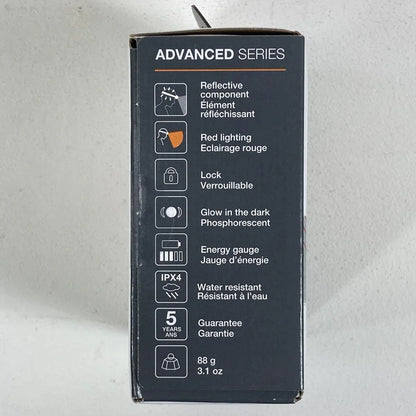 ADVANCED SERIES
Reflective
component
Élément
réfléchissant
Red lighting
Eclairage rouge
Lock
Verrouillable
Glow in the dark
Phosphorescent
Energy gauge
Jauge d'énergie
IPX4
Water resistant
Résistant à l'eau
5
YEARS
ANS
Guarantee
Garantie
88 g
3.1 oz